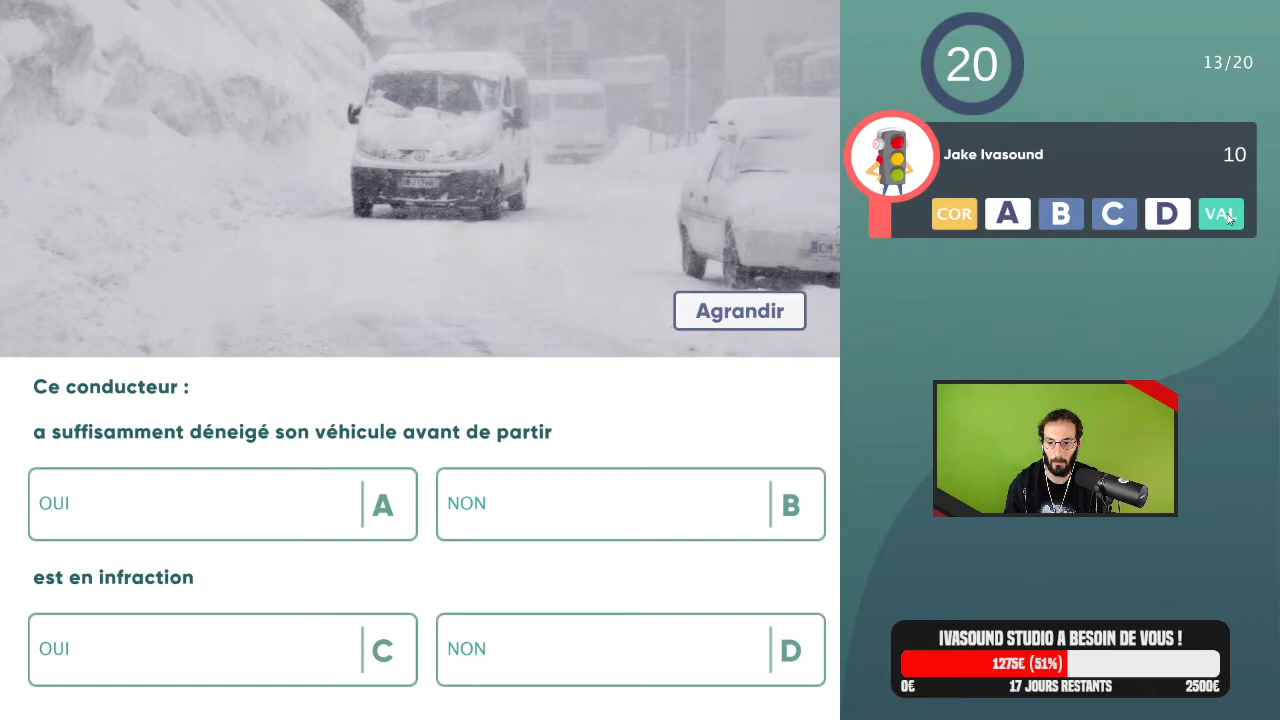 Agrandir
Ce conducteur :
a suffisamment déneigé son véhicule avant de partir
OUI A
NON B
est en infraction
OUI C
NON D
20
13/20
Jake Ivasound
10
COR A B C D VAL
IVASOUND STUDIO A BESOIN DE VOUS !
1275€ (51%)
0€ 17 JOURS RESTANTS 2500€